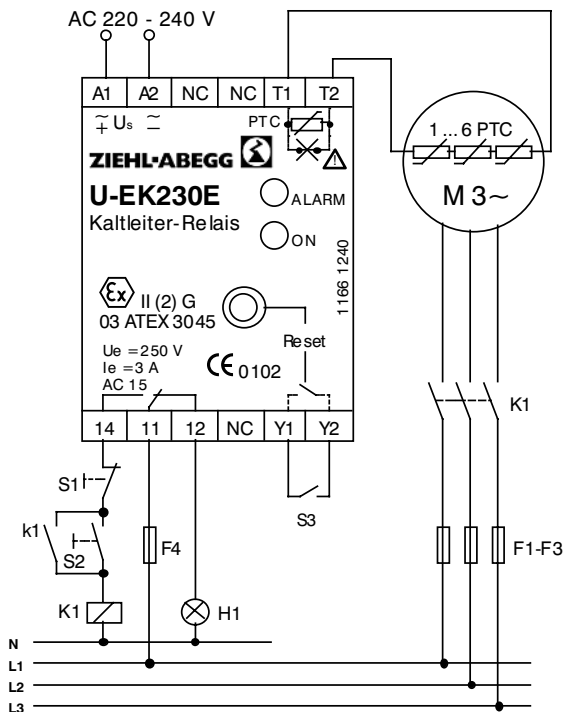 AC 220 - 240 V
A1 A2 NC NC T1 T2
Us PTC
ZIEHL-ABEGG
U-EK230E
Kaltleiter-Relais
ALARM
ON
II (2) G
Ex
03 ATEX 3045
1166 1240
Ue = 250 V
Ie = 3 A
AC 15
CE 0102
Reset
14 11 12 NC Y1 Y2
1 ... 6 PTC
M 3~
K1
S1
k1
S2
F4
S3
F1-F3
K1
H1
N
L1
L2
L3